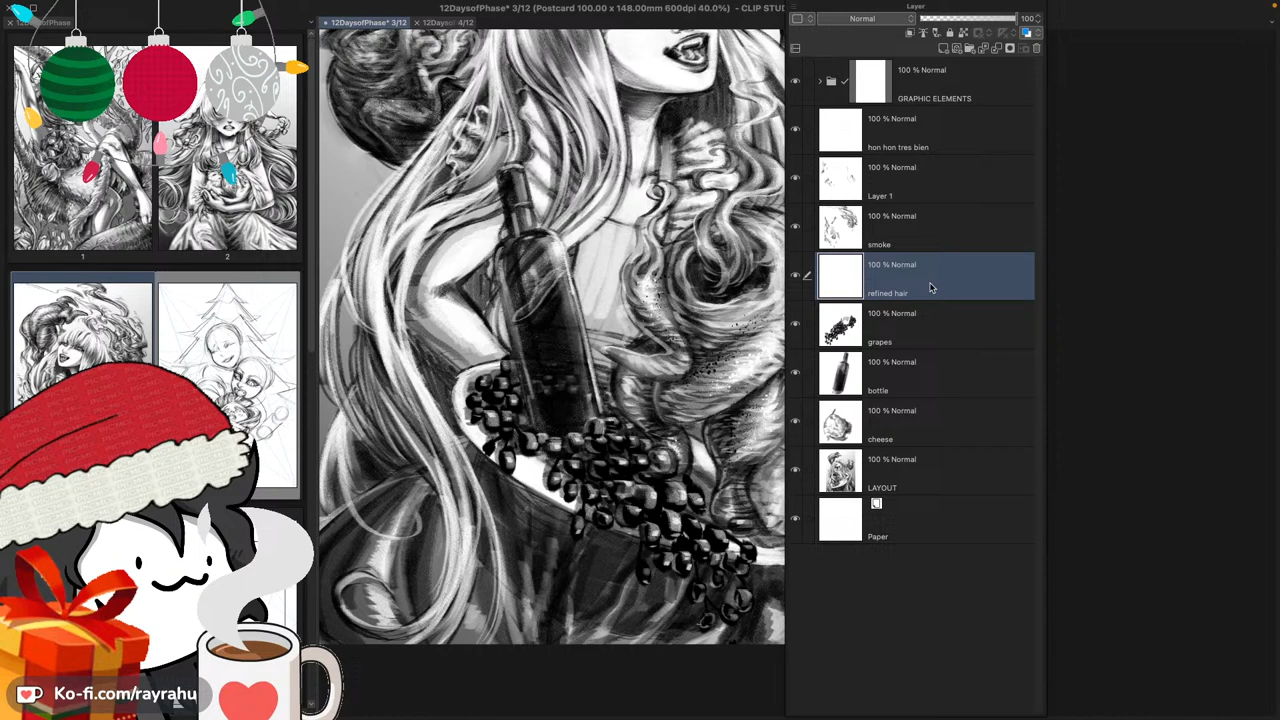 12DaysofPhase* 3/12 (Postcard 100.00 x 148.00mm 600dpi 40.0%) - CLIP STUD
Layer
12DaysofPhase
12DaysofPhase* 3/12
12Dayso 4/12
Normal
100
100 % Normal
GRAPHIC ELEMENTS
100 % Normal
hon hon tres bien
100 % Normal
Layer 1
100 % Normal
smoke
100 % Normal
refined hair
100 % Normal
grapes
100 % Normal
bottle
100 % Normal
cheese
100 % Normal
LAYOUT
Paper
1
2
Ko-fi.com/rayrahu